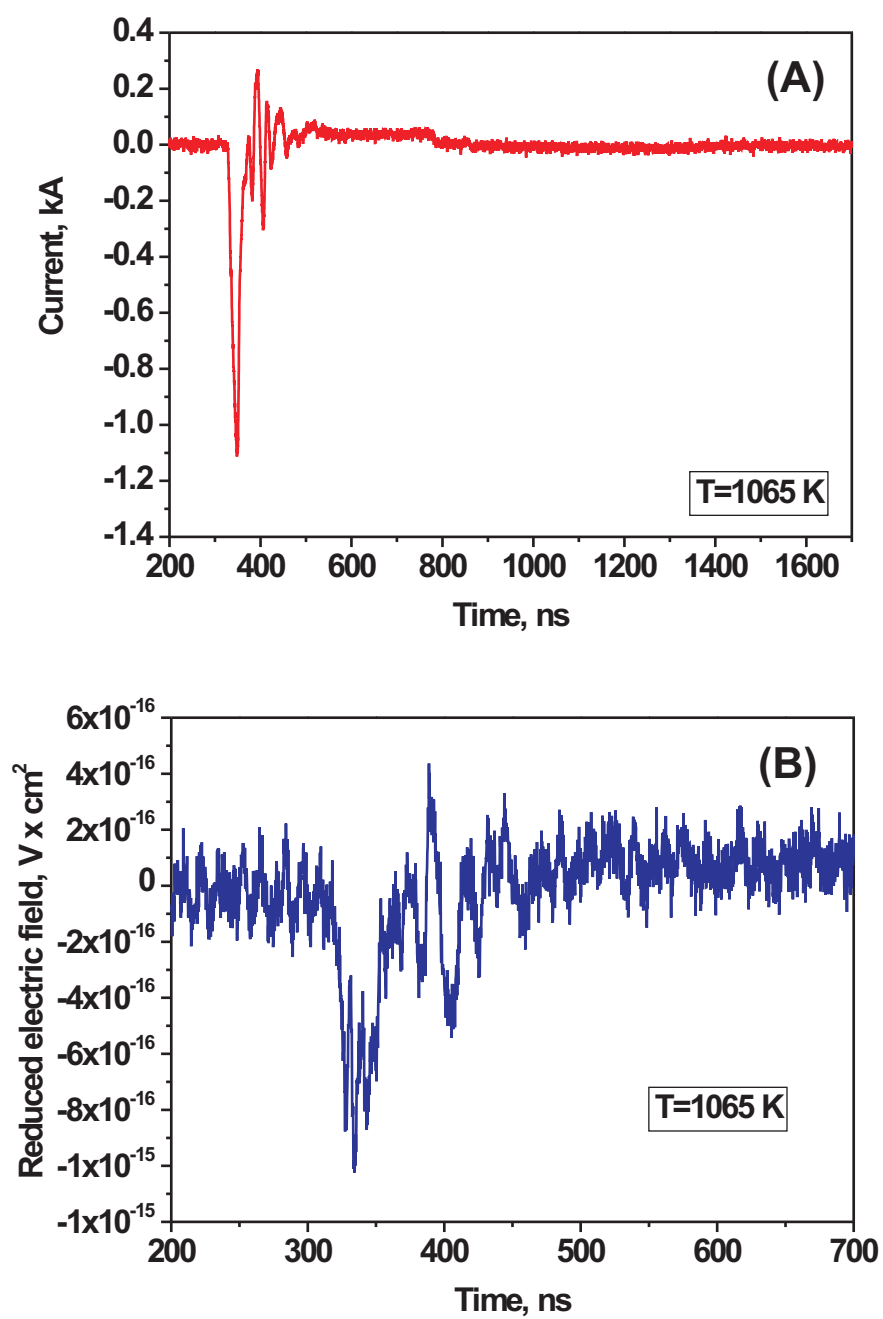 0.4
0.2
0.0
-0.2
-0.4
-0.6
-0.8
-1.0
-1.2
-1.4
Current, kA
(A)
T=1065 K
200 400 600 800 1000 1200 1400 1600
Time, ns
6x10⁻¹⁶
4x10⁻¹⁶
2x10⁻¹⁶
0
-2x10⁻¹⁶
-4x10⁻¹⁶
-6x10⁻¹⁶
-8x10⁻¹⁶
-1x10⁻¹⁵
-1x10⁻¹⁵
Reduced electric field, V x cm²
(B)
T=1065 K
200 300 400 500 600 700
Time, ns